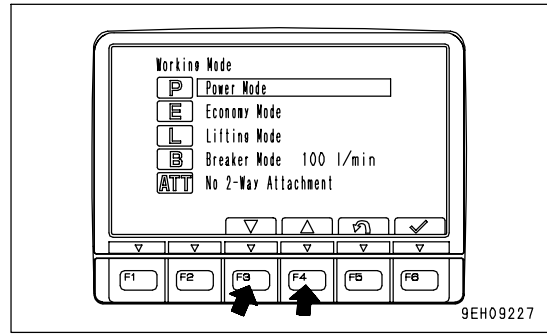 Working Mode
P Power Mode
E Economy Mode
L Lifting Mode
B Breaker Mode 100 l/min
ATT No 2-Way Attachment
F1 F2 F3 F4 F5 F6
9EH09227